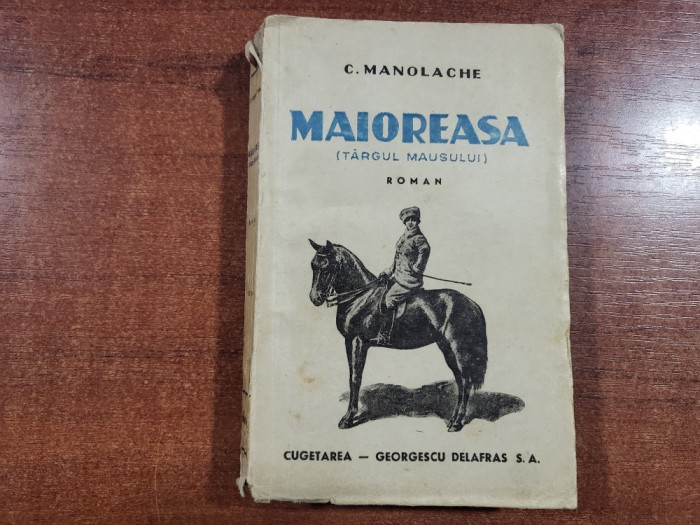 C. MANOLACHE
MAIOREASA
(TÂRGUL MAUSULUI)
ROMAN
CUGETAREA — GEORGESCU DELAFRAS S. A.